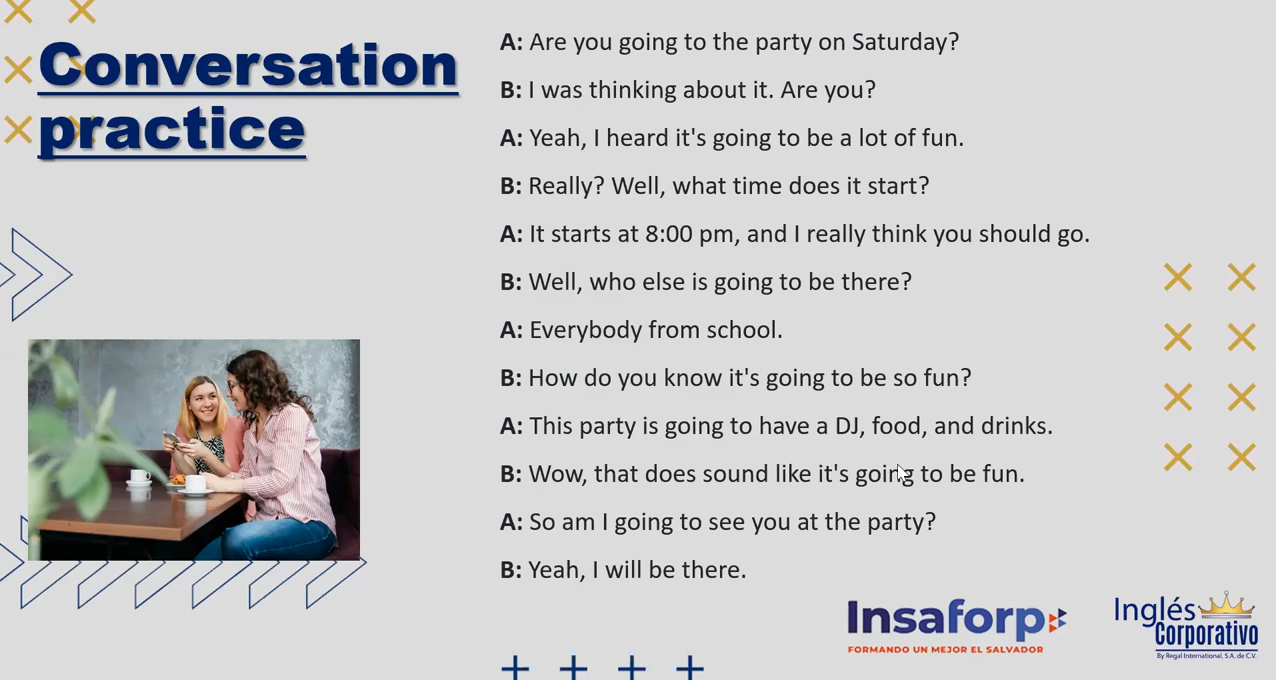 Conversation
practice
A: Are you going to the party on Saturday?
B: I was thinking about it. Are you?
A: Yeah, I heard it's going to be a lot of fun.
B: Really? Well, what time does it start?
A: It starts at 8:00 pm, and I really think you should go.
B: Well, who else is going to be there?
A: Everybody from school.
B: How do you know it's going to be so fun?
A: This party is going to have a DJ, food, and drinks.
B: Wow, that does sound like it's going to be fun.
A: So am I going to see you at the party?
B: Yeah, I will be there.
Insaforp
FORMANDO UN MEJOR EL SALVADOR
Inglés
Corporativo
By Regal International, S.A. de C.V.